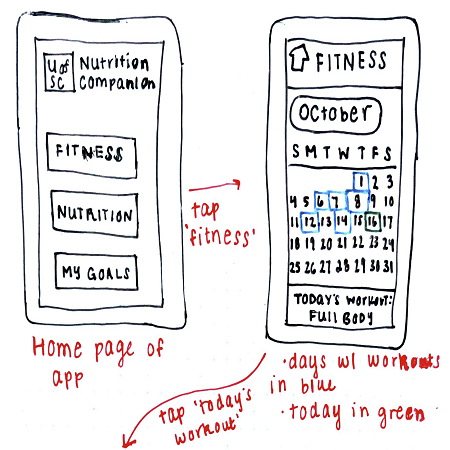 U of SC
Nutrition
Companion
FITNESS
NUTRITION
MY GOALS
Home page of
app
tap
'fitness'
FITNESS
October
S M T W T F S
1 2 3
4 5 6 7 8 9 10
11 12 13 14 15 16 17
18 19 20 21 22 23 24
25 26 27 28 29 30 31
TODAY'S WORKOUT:
FULL BODY
• days w/ workouts
in blue
• today in green
tap 'today's
workout'